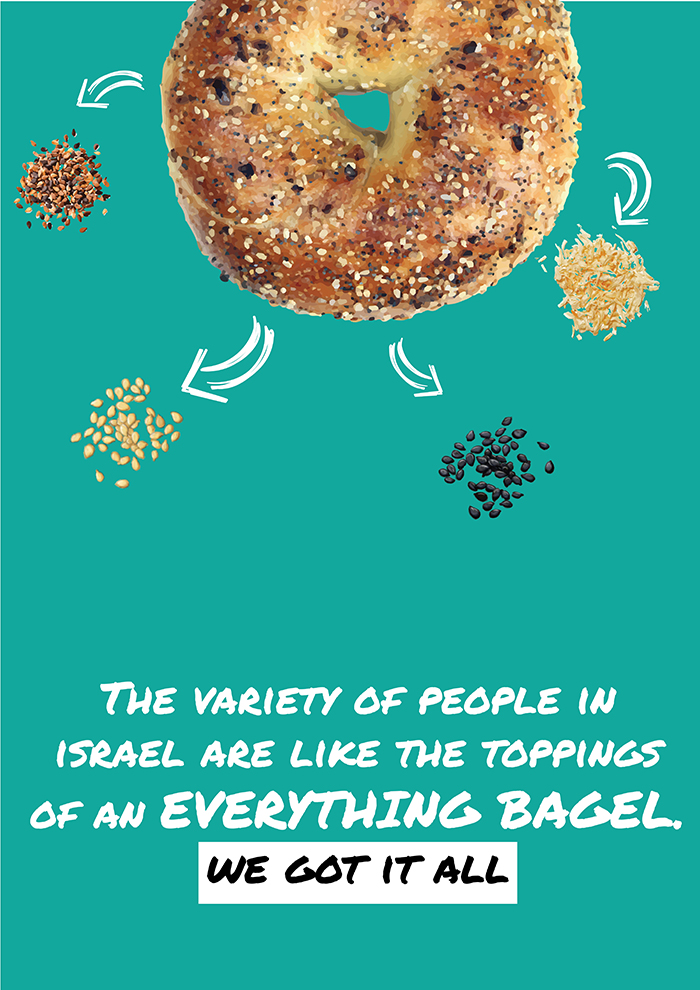 The variety of people in
israel are like the toppings
of an EVERYTHING BAGEL.
WE GOT IT ALL